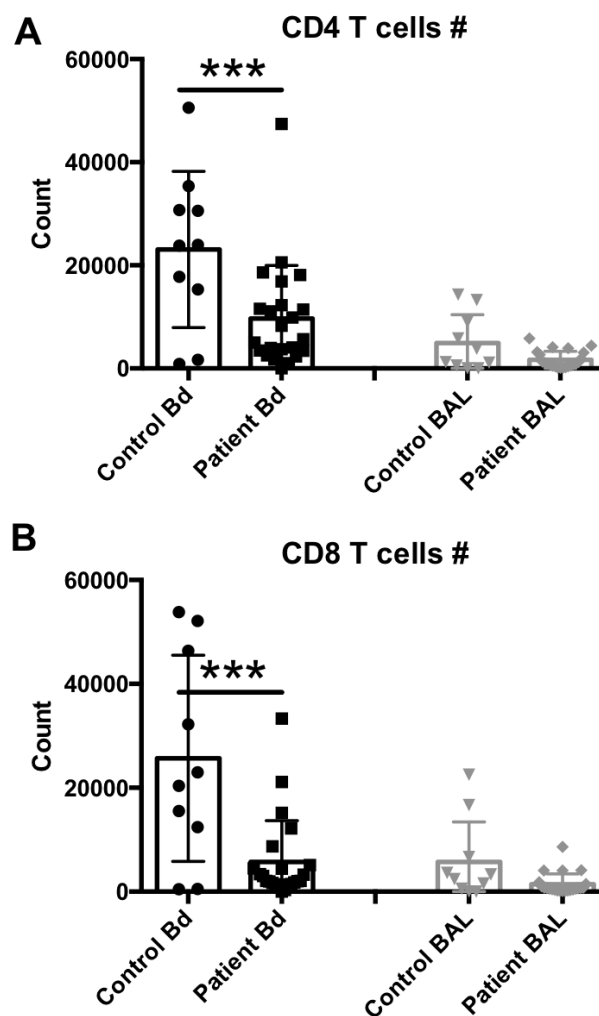 A
CD4 T cells #
60000
40000
20000
0
Count
***
Control Bd
Patient Bd
Control BAL
Patient BAL
B
CD8 T cells #
60000
40000
20000
0
Count
***
Control Bd
Patient Bd
Control BAL
Patient BAL